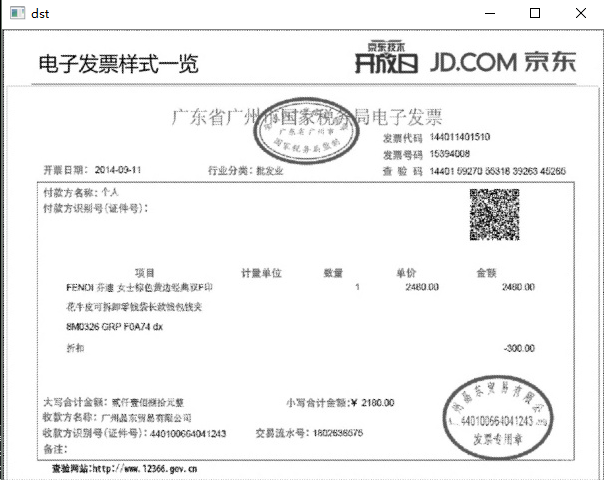 dst
电子发票样式一览
京东技术
开放日 JD.COM 京东
广东省广州市国家税务局电子发票
广东省广州市
国家税务局监制
发票代码 144011401510
发票号码 15394008
开票日期: 2014-09-11 行业分类: 批发业 查 验 码 14401 59270 55318 39263 45265
付款方名称: 个人
付款方识别号(证件号):
项目 计量单位 数量 单价 金额
FENDI 芬迪 女士棕色黄边经典双F印 1 2480.00 2480.00
花牛皮可拆卸零钱袋长款钱包钱夹
8M0326 GRP F0A74 dx
折扣 -300.00
大写合计金额: 贰仟壹佰捌拾元整 小写合计金额:¥ 2180.00
收款方名称: 广州晶东贸易有限公司
收款方识别号(证件号): 440100664041243 交易流水号: 1802636575
备注:
广州晶东贸易有限公司
440100664041243
发票专用章
查验网站:http://www.12366.gov.cn